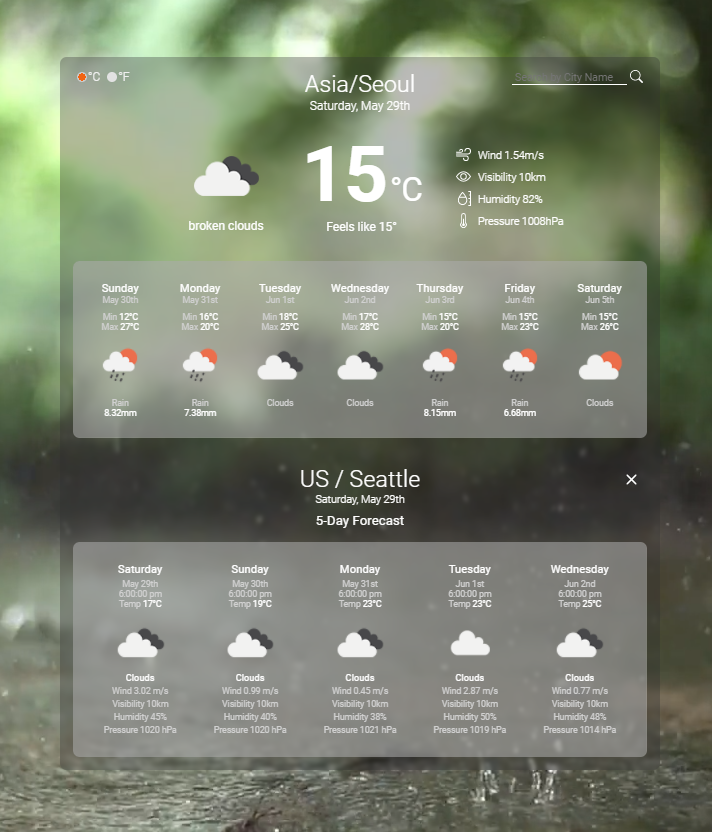 °C °F
Search by City Name
Asia/Seoul
Saturday, May 29th
15°C
Feels like 15°
broken clouds
Wind 1.54m/s
Visibility 10km
Humidity 82%
Pressure 1008hPa
Sunday Monday Tuesday Wednesday Thursday Friday Saturday
May 30th May 31st Jun 1st Jun 2nd Jun 3rd Jun 4th Jun 5th
Min 12°C Min 16°C Min 18°C Min 17°C Min 15°C Min 15°C Min 15°C
Max 27°C Max 20°C Max 25°C Max 28°C Max 20°C Max 23°C Max 26°C
Rain Rain Clouds Clouds Rain Rain Clouds
8.32mm 7.38mm 8.15mm 6.68mm
US / Seattle
Saturday, May 29th
5-Day Forecast
Saturday Sunday Monday Tuesday Wednesday
May 29th May 30th May 31st Jun 1st Jun 2nd
6:00:00 pm 6:00:00 pm 6:00:00 pm 6:00:00 pm 6:00:00 pm
Temp 17°C Temp 19°C Temp 23°C Temp 23°C Temp 25°C
Clouds Clouds Clouds Clouds Clouds
Wind 3.02 m/s Wind 0.99 m/s Wind 0.45 m/s Wind 2.87 m/s Wind 0.77 m/s
Visibility 10km Visibility 10km Visibility 10km Visibility 10km Visibility 10km
Humidity 45% Humidity 40% Humidity 38% Humidity 50% Humidity 48%
Pressure 1020 hPa Pressure 1020 hPa Pressure 1021 hPa Pressure 1019 hPa Pressure 1014 hPa